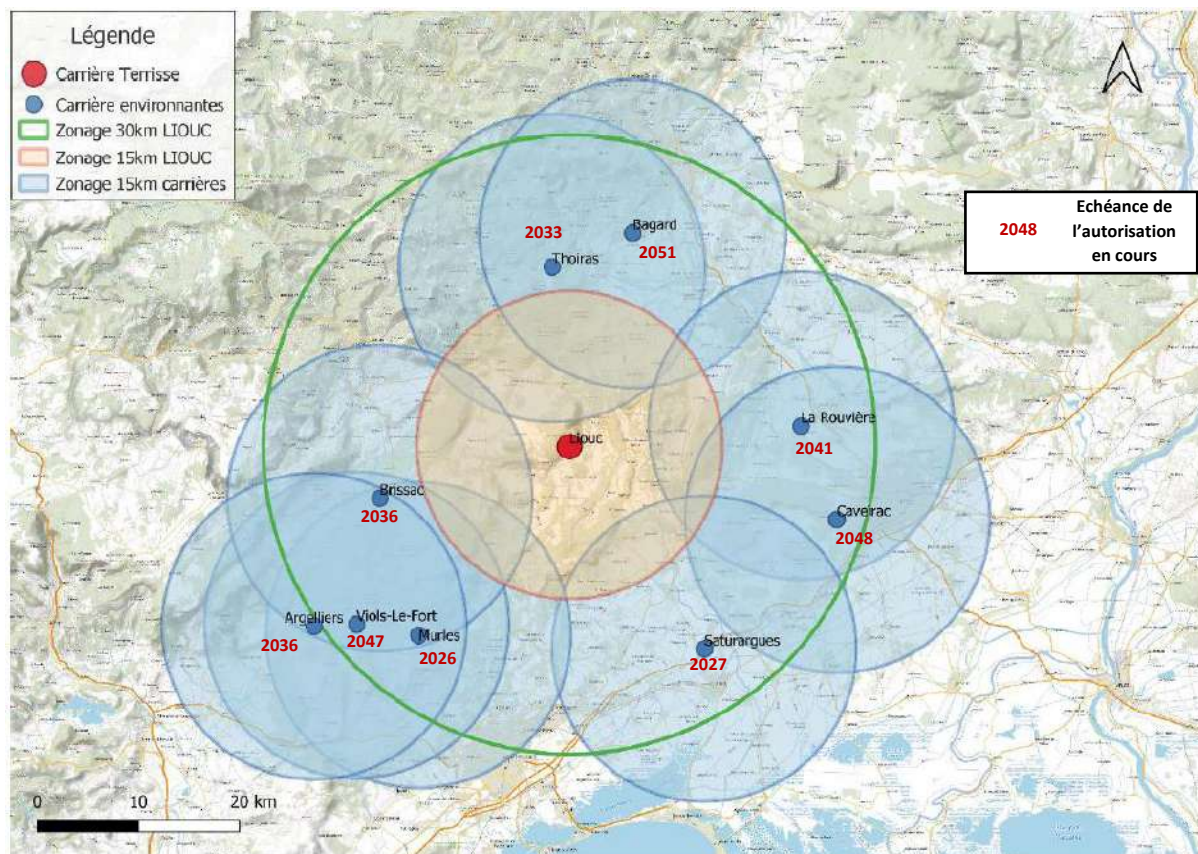 Légende
Carrière Terrisse
Carrière environnantes
Zonage 30km LIOUC
Zonage 15km LIOUC
Zonage 15km carrières
2048
Echéance de
l'autorisation
en cours
2033
Bagard
2051
Thoiras
La Rouvière
2041
Liouc
Brissac
2036
Caveirac
2048
Argelliers
2036
Viols-Le-Fort
2047
Murles
2026
Saturargues
2027
0 10 20 km